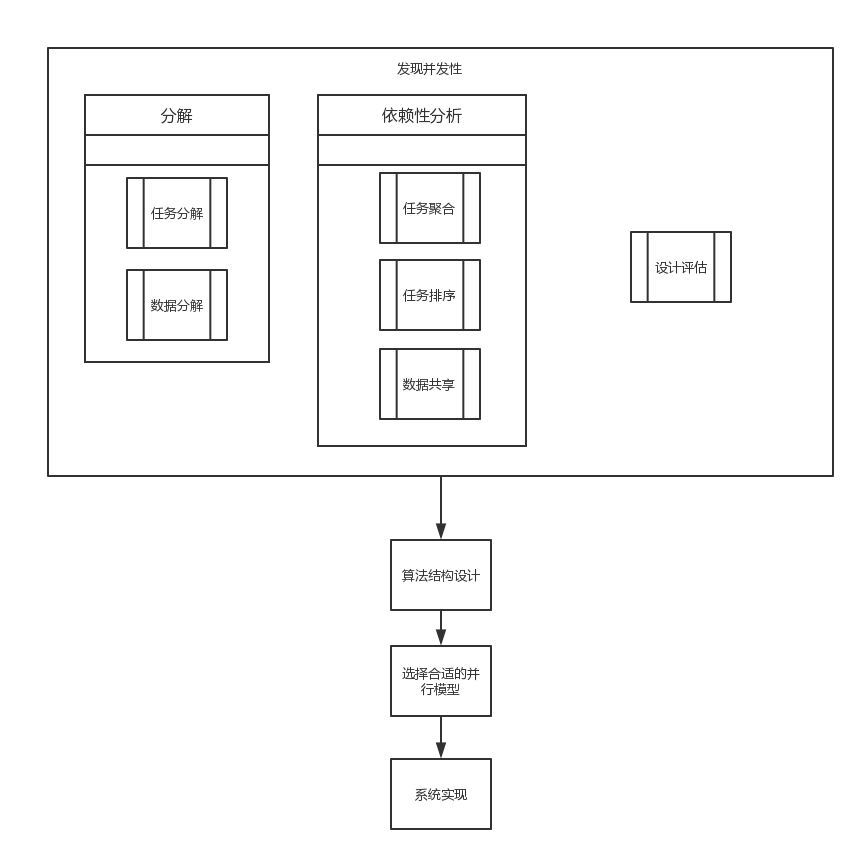 发现并发性
分解
任务分解
数据分解
依赖性分析
任务聚合
任务排序
数据共享
设计评估
算法结构设计
选择合适的并
行模型
系统实现